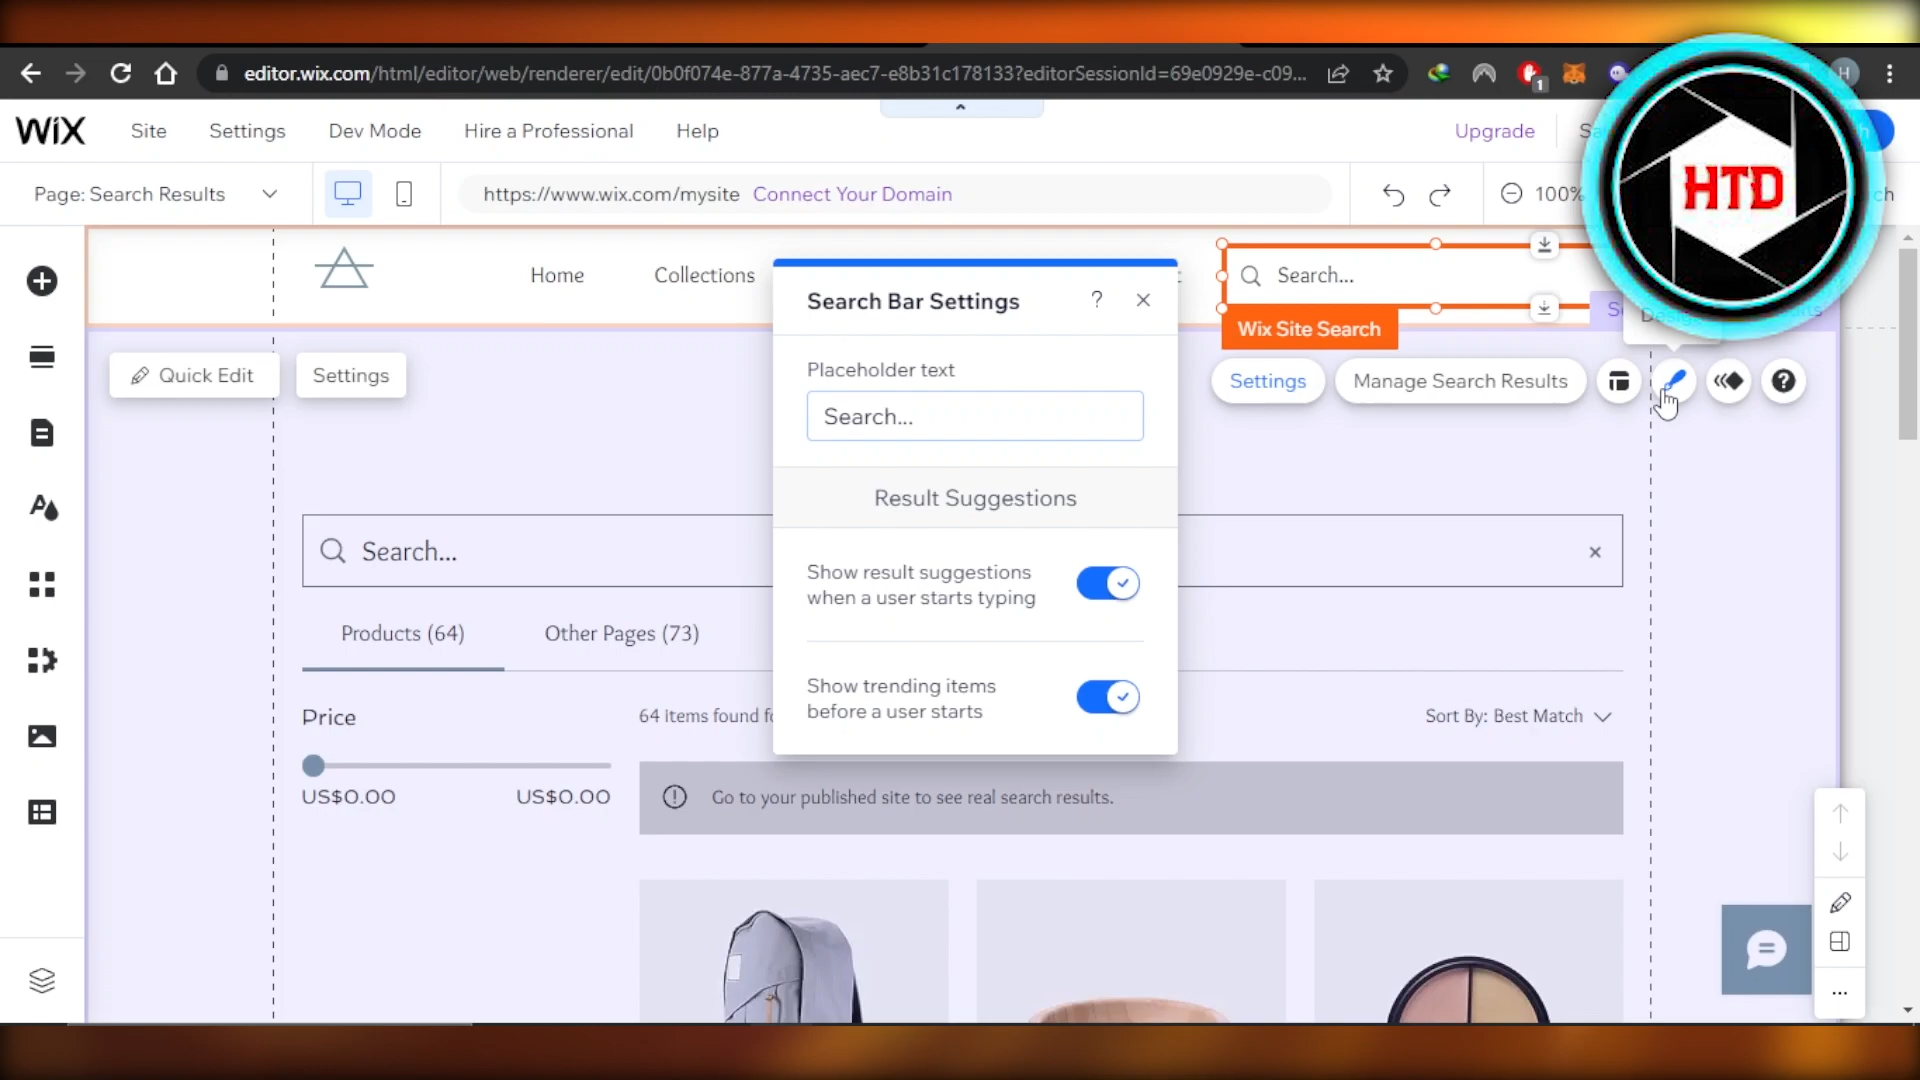 editor.wix.com/html/editor/web/renderer/edit/0b0f074e-877a-4735-aec7-e8b31c178133?editorSessionId=69e0929e-c09...
1
H
WiX
Site
Settings
Dev Mode
Hire a Professional
Help
Upgrade
HTD
Page: Search Results
https://www.wix.com/mysite
Connect Your Domain
100%
Home
Collections
Search...
Wix Site Search
Quick Edit
Settings
Settings
Manage Search Results
?
Search Bar Settings
?
Placeholder text
Search...
Result Suggestions
Show result suggestions
when a user starts typing
Show trending items
before a user starts
Search...
Products (64)
Other Pages (73)
Price
64 items found
Sort By: Best Match
US$0.00
US$0.00
Go to your published site to see real search results.